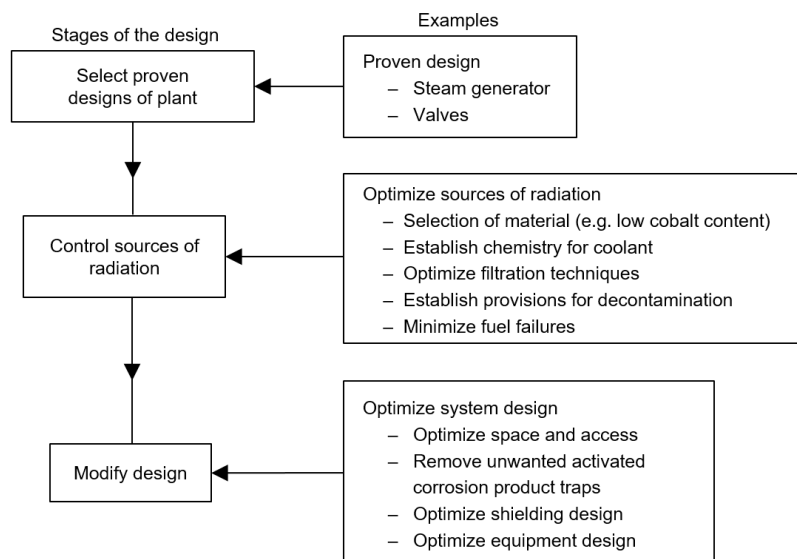 Stages of the design
Examples
Select proven
designs of plant
Proven design
– Steam generator
– Valves
Control sources of
radiation
Optimize sources of radiation
– Selection of material (e.g. low cobalt content)
– Establish chemistry for coolant
– Optimize filtration techniques
– Establish provisions for decontamination
– Minimize fuel failures
Modify design
Optimize system design
– Optimize space and access
– Remove unwanted activated
corrosion product traps
– Optimize shielding design
– Optimize equipment design